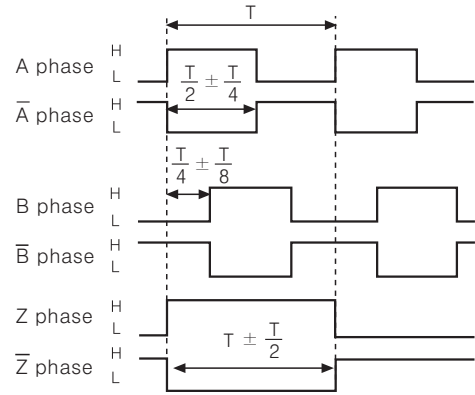 T
A phase H
L
T/2 ± T/4
A̅ phase H
L
T/4 ± T/8
B phase H
L
B̅ phase H
L
Z phase H
L
T ± T/2
Z̅ phase H
L